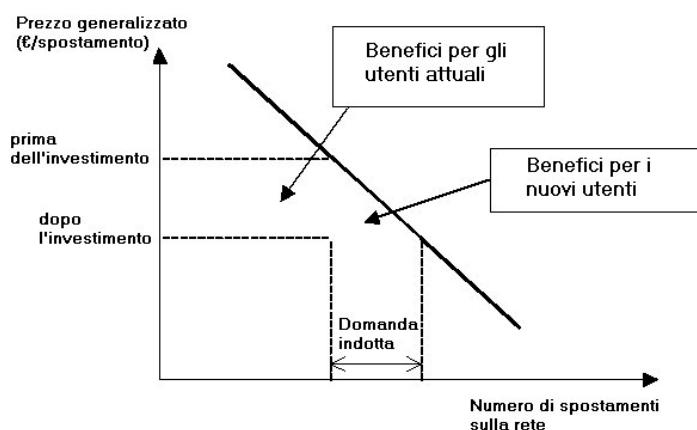 Prezzo generalizzato
(€/spostamento)
Benefici per gli
utenti attuali
prima
dell'investimento
Benefici per i
nuovi utenti
dopo
l'investimento
Domanda
indotta
Numero di spostamenti
sulla rete